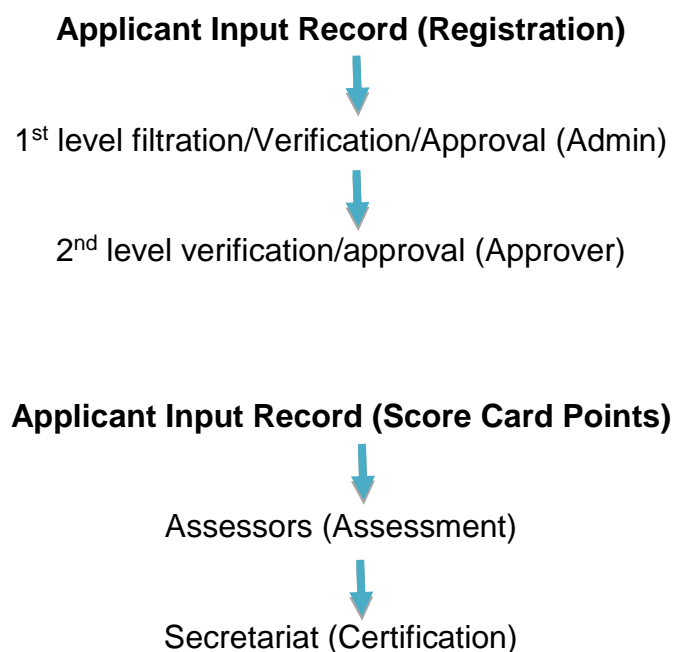 Applicant Input Record (Registration)
1st level filtration/Verification/Approval (Admin)
2nd level verification/approval (Approver)
Applicant Input Record (Score Card Points)
Assessors (Assessment)
Secretariat (Certification)